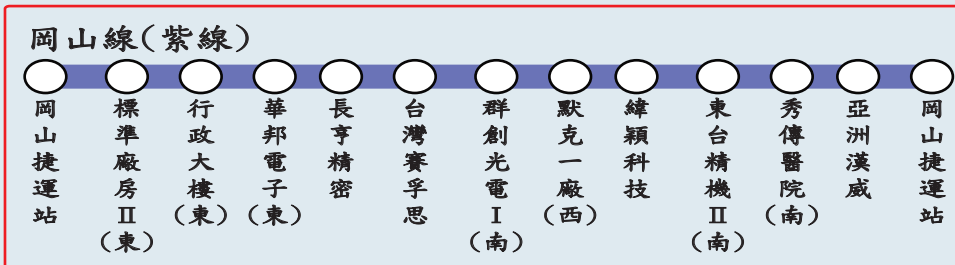 岡山線(紫線)
岡山捷運站
標準廠房II(東)
行政大樓(東)
華邦電子(東)
長亨精密
台灣賽孚思
群創光電I(南)
默克一廠(西)
緯穎科技
東台精機II(南)
秀傳醫院(南)
亞洲漢威
岡山捷運站